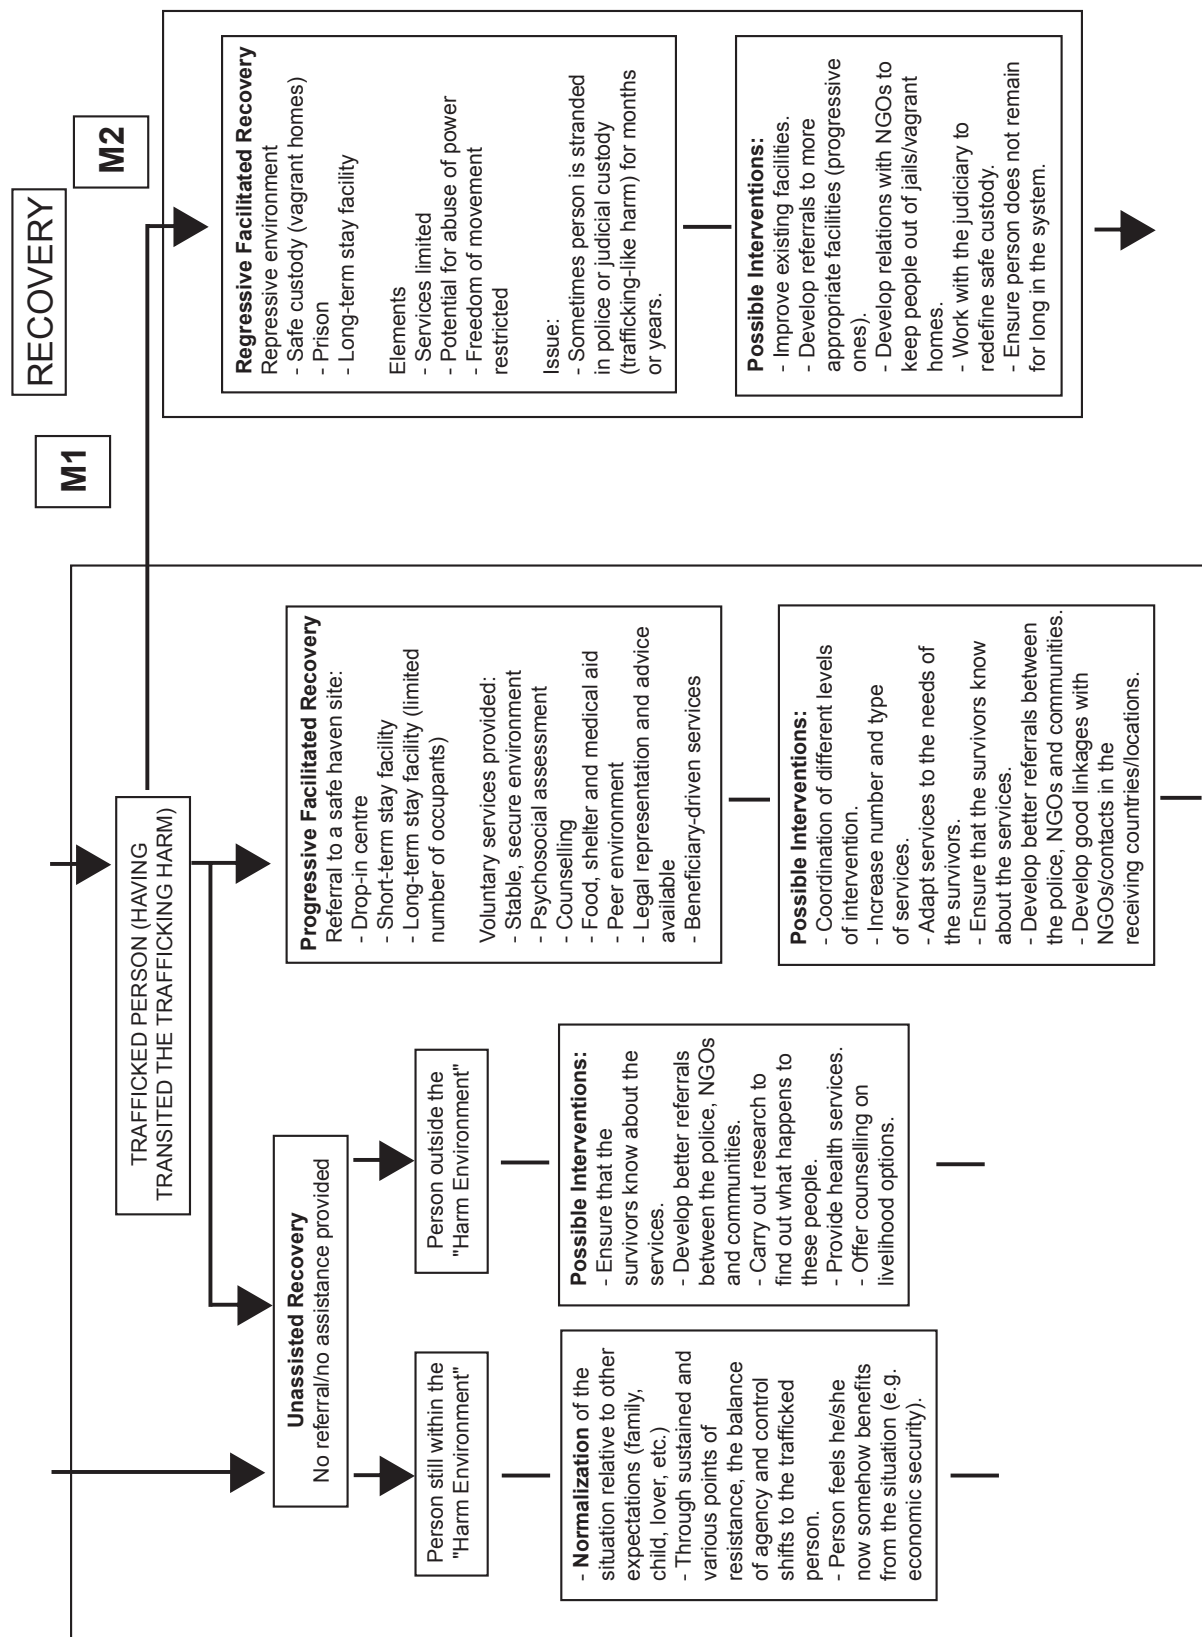 RECOVERY
M1
M2
TRAFFICKED PERSON (HAVING
TRANSITED THE TRAFFICKING HARM)
Unassisted Recovery
No referral/no assistance provided
Person still within the
"Harm Environment"
- Normalization of the
situation relative to other
expectations (family,
child, lover, etc.)
- Through sustained and
various points of
resistance, the balance
of agency and control
shifts to the trafficked
person.
- Person feels he/she
now somehow benefits
from the situation (e.g.
economic security).
Person outside the
"Harm Environment"
Possible Interventions:
- Ensure that the
survivors know about the
services.
- Develop better referrals
between the police, NGOs
and communities.
- Carry out research to
find out what happens to
these people.
- Provide health services.
- Offer counselling on
livelihood options.
Progressive Facilitated Recovery
Referral to a safe haven site:
- Drop-in centre
- Short-term stay facility
- Long-term stay facility (limited
number of occupants)
Voluntary services provided:
- Stable, secure environment
- Psychosocial assessment
- Counselling
- Food, shelter and medical aid
- Peer environment
- Legal representation and advice
available
- Beneficiary-driven services
Possible Interventions:
- Coordination of different levels
of intervention.
- Increase number and type
of services.
- Adapt services to the needs of
the survivors.
- Ensure that the survivors know
about the services.
- Develop better referrals between
the police, NGOs and communities.
- Develop good linkages with
NGOs/contacts in the
receiving countries/locations.
Regressive Facilitated Recovery
Repressive environment
- Safe custody (vagrant homes)
- Prison
- Long-term stay facility
Elements
- Services limited
- Potential for abuse of power
- Freedom of movement
restricted
Issue:
- Sometimes person is stranded
in police or judicial custody
(trafficking-like harm) for months
or years.
Possible Interventions:
- Improve existing facilities.
- Develop referrals to more
appropriate facilities (progressive
ones).
- Develop relations with NGOs to
keep people out of jails/vagrant
homes.
- Work with the judiciary to
redefine safe custody.
- Ensure person does not remain
for long in the system.